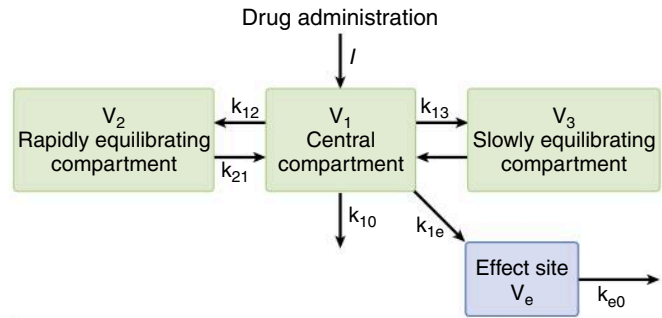 Drug administration
I
V2
Rapidly equilibrating
compartment
k12
k21
V1
Central
compartment
k13
V3
Slowly equilibrating
compartment
k10
k1e
Effect site
Ve
ke0